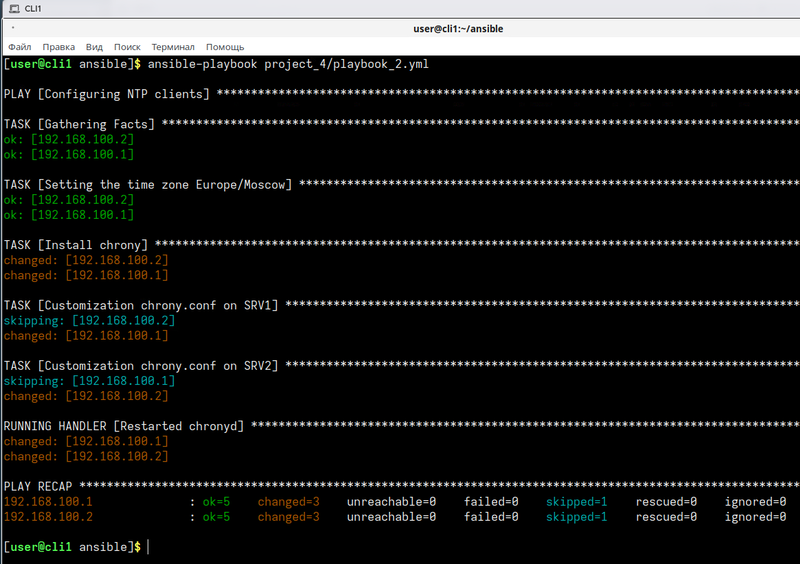 CLI1
user@cli1:~/ansible
Файл Правка Вид Поиск Терминал Помощь
[user@cli1 ansible]$ ansible-playbook project_4/playbook_2.yml
PLAY [Configuring NTP clients] *******************************************************************************
TASK [Gathering Facts] ***************************************************************************************
ok: [192.168.100.2]
ok: [192.168.100.1]
TASK [Setting the time zone Europe/Moscow] *******************************************************************
ok: [192.168.100.2]
ok: [192.168.100.1]
TASK [Install chrony] ****************************************************************************************
changed: [192.168.100.2]
changed: [192.168.100.1]
TASK [Customization chrony.conf on SRV1] *********************************************************************
skipping: [192.168.100.2]
changed: [192.168.100.1]
TASK [Customization chrony.conf on SRV2] *********************************************************************
skipping: [192.168.100.1]
changed: [192.168.100.2]
RUNNING HANDLER [Restarted chronyd] **************************************************************************
changed: [192.168.100.1]
changed: [192.168.100.2]
PLAY RECAP ***************************************************************************************************
192.168.100.1 : ok=5 changed=3 unreachable=0 failed=0 skipped=1 rescued=0 ignored=0
192.168.100.2 : ok=5 changed=3 unreachable=0 failed=0 skipped=1 rescued=0 ignored=0
[user@cli1 ansible]$